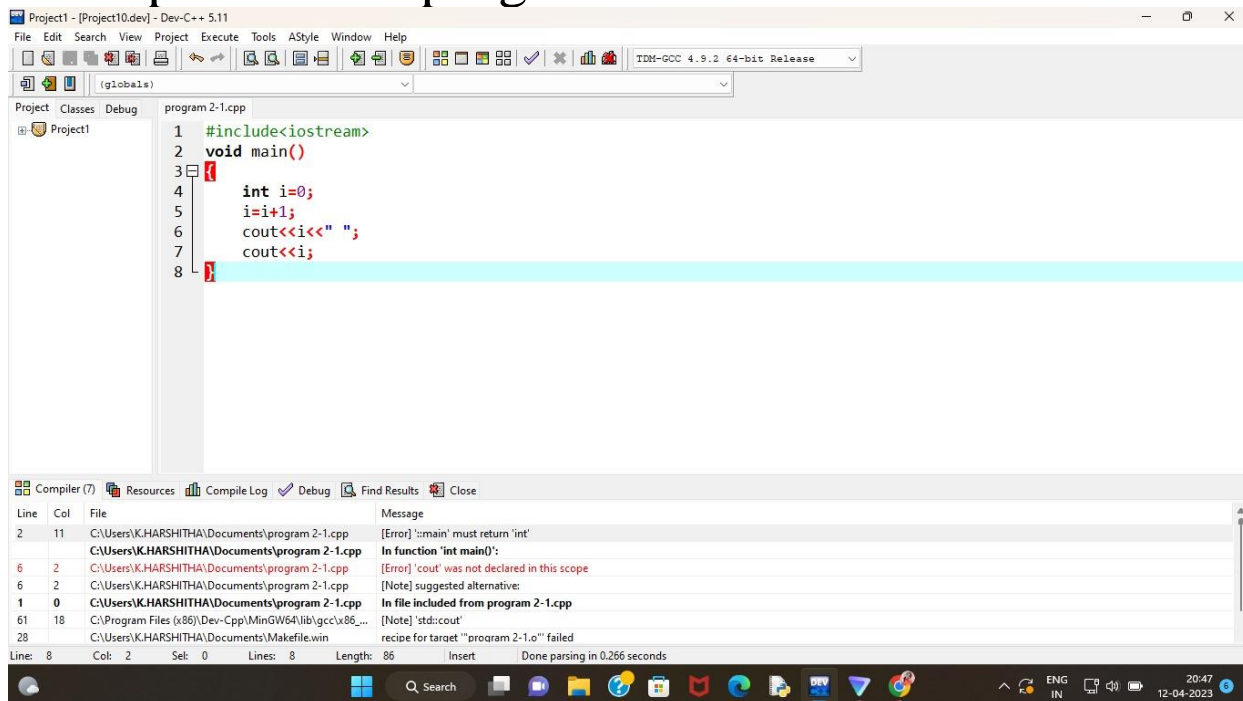 Project1 - [Project10.dev] - Dev-C++ 5.11
File Edit Search View Project Execute Tools AStyle Window Help
TDM-GCC 4.9.2 64-bit Release
(globals)
Project Classes Debug program 2-1.cpp
Project1
1 #include<iostream>
2 void main()
3 {
4 int i=0;
5 i=i+1;
6 cout<<i<<" ";
7 cout<<i;
8 }
Compiler (7) Resources Compile Log Debug Find Results Close
Line Col File Message
2 11 C:\Users\K.HARSHITHA\Documents\program 2-1.cpp [Error] '::main' must return 'int'
C:\Users\K.HARSHITHA\Documents\program 2-1.cpp In function 'int main()':
6 2 C:\Users\K.HARSHITHA\Documents\program 2-1.cpp [Error] 'cout' was not declared in this scope
6 2 C:\Users\K.HARSHITHA\Documents\program 2-1.cpp [Note] suggested alternative:
1 0 C:\Users\K.HARSHITHA\Documents\program 2-1.cpp In file included from program 2-1.cpp
61 18 C:\Program Files (x86)\Dev-Cpp\MinGW64\lib\gcc\x86_... [Note] 'std::cout'
28 C:\Users\K.HARSHITHA\Documents\Makefile.win recipe for target '"program 2-1.o"' failed
Line: 8 Col: 2 Sel: 0 Lines: 8 Length: 86 Insert Done parsing in 0.266 seconds
Search DEV ENG 20:47
IN 12-04-2023 6